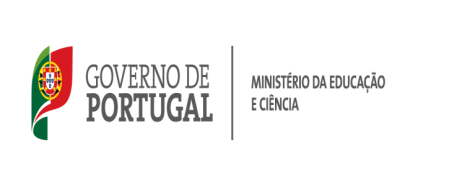 GOVERNO DE
PORTUGAL
MINISTÉRIO DA EDUCAÇÃO
E CIÊNCIA